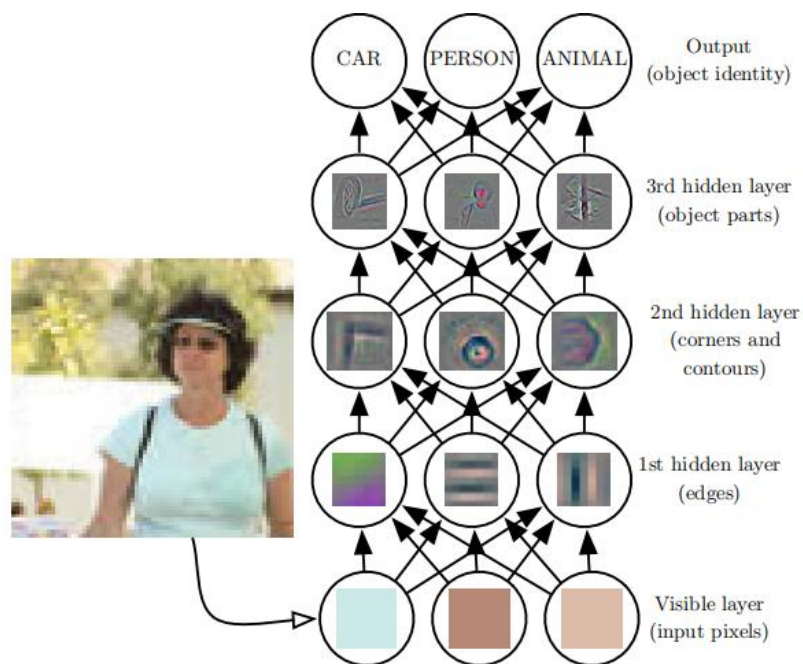 CAR
PERSON
ANIMAL
Output
(object identity)
3rd hidden layer
(object parts)
2nd hidden layer
(corners and
contours)
1st hidden layer
(edges)
Visible layer
(input pixels)